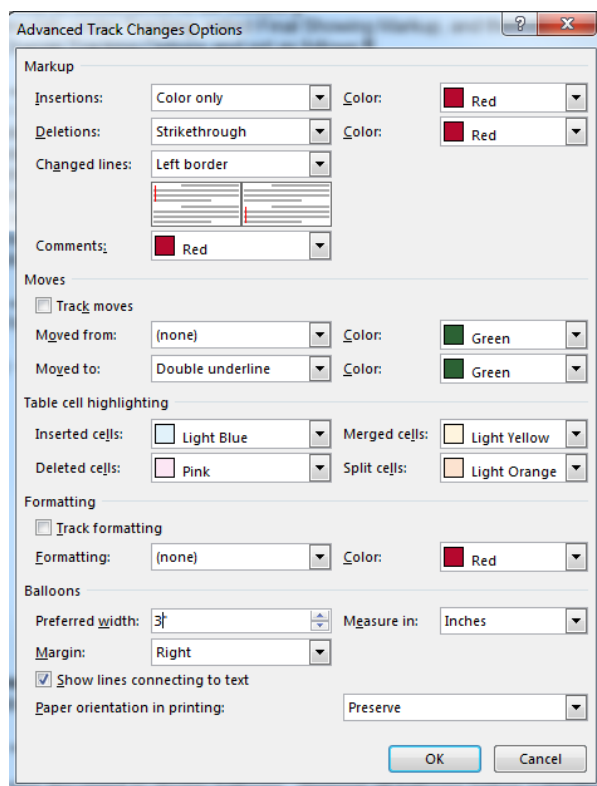 Advanced Track Changes Options
Final Showing Markup, and
?
x
Markup
Insertions: Color only Color: Red
Deletions: Strikethrough Color: Red
Changed lines: Left border
Comments: Red
Moves
Track moves
Moved from: (none) Color: Green
Moved to: Double underline Color: Green
Table cell highlighting
Inserted cells: Light Blue Merged cells: Light Yellow
Deleted cells: Pink Split cells: Light Orange
Formatting
Track formatting
Formatting: (none) Color: Red
Balloons
Preferred width: 3" Measure in: Inches
Margin: Right
Show lines connecting to text
Paper orientation in printing: Preserve
OK Cancel